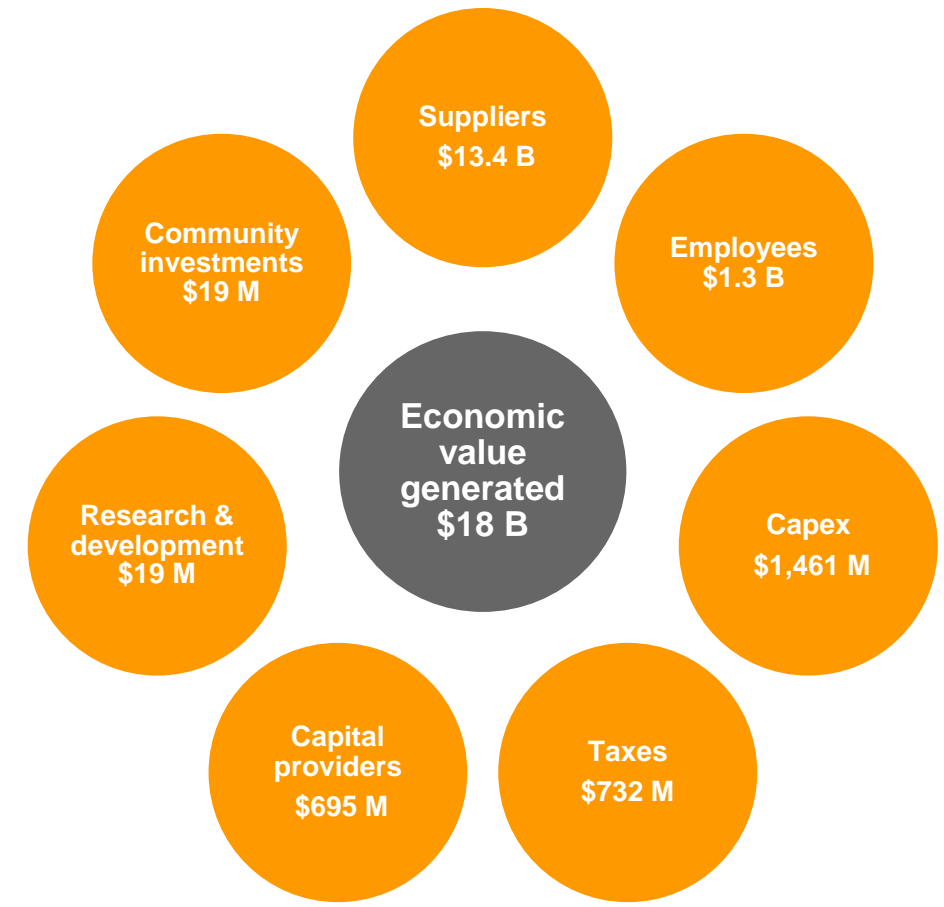 Suppliers
$13.4 B
Employees
$1.3 B
Capex
$1,461 M
Taxes
$732 M
Capital
providers
$695 M
Research &
development
$19 M
Community
investments
$19 M
Economic
value
generated
$18 B